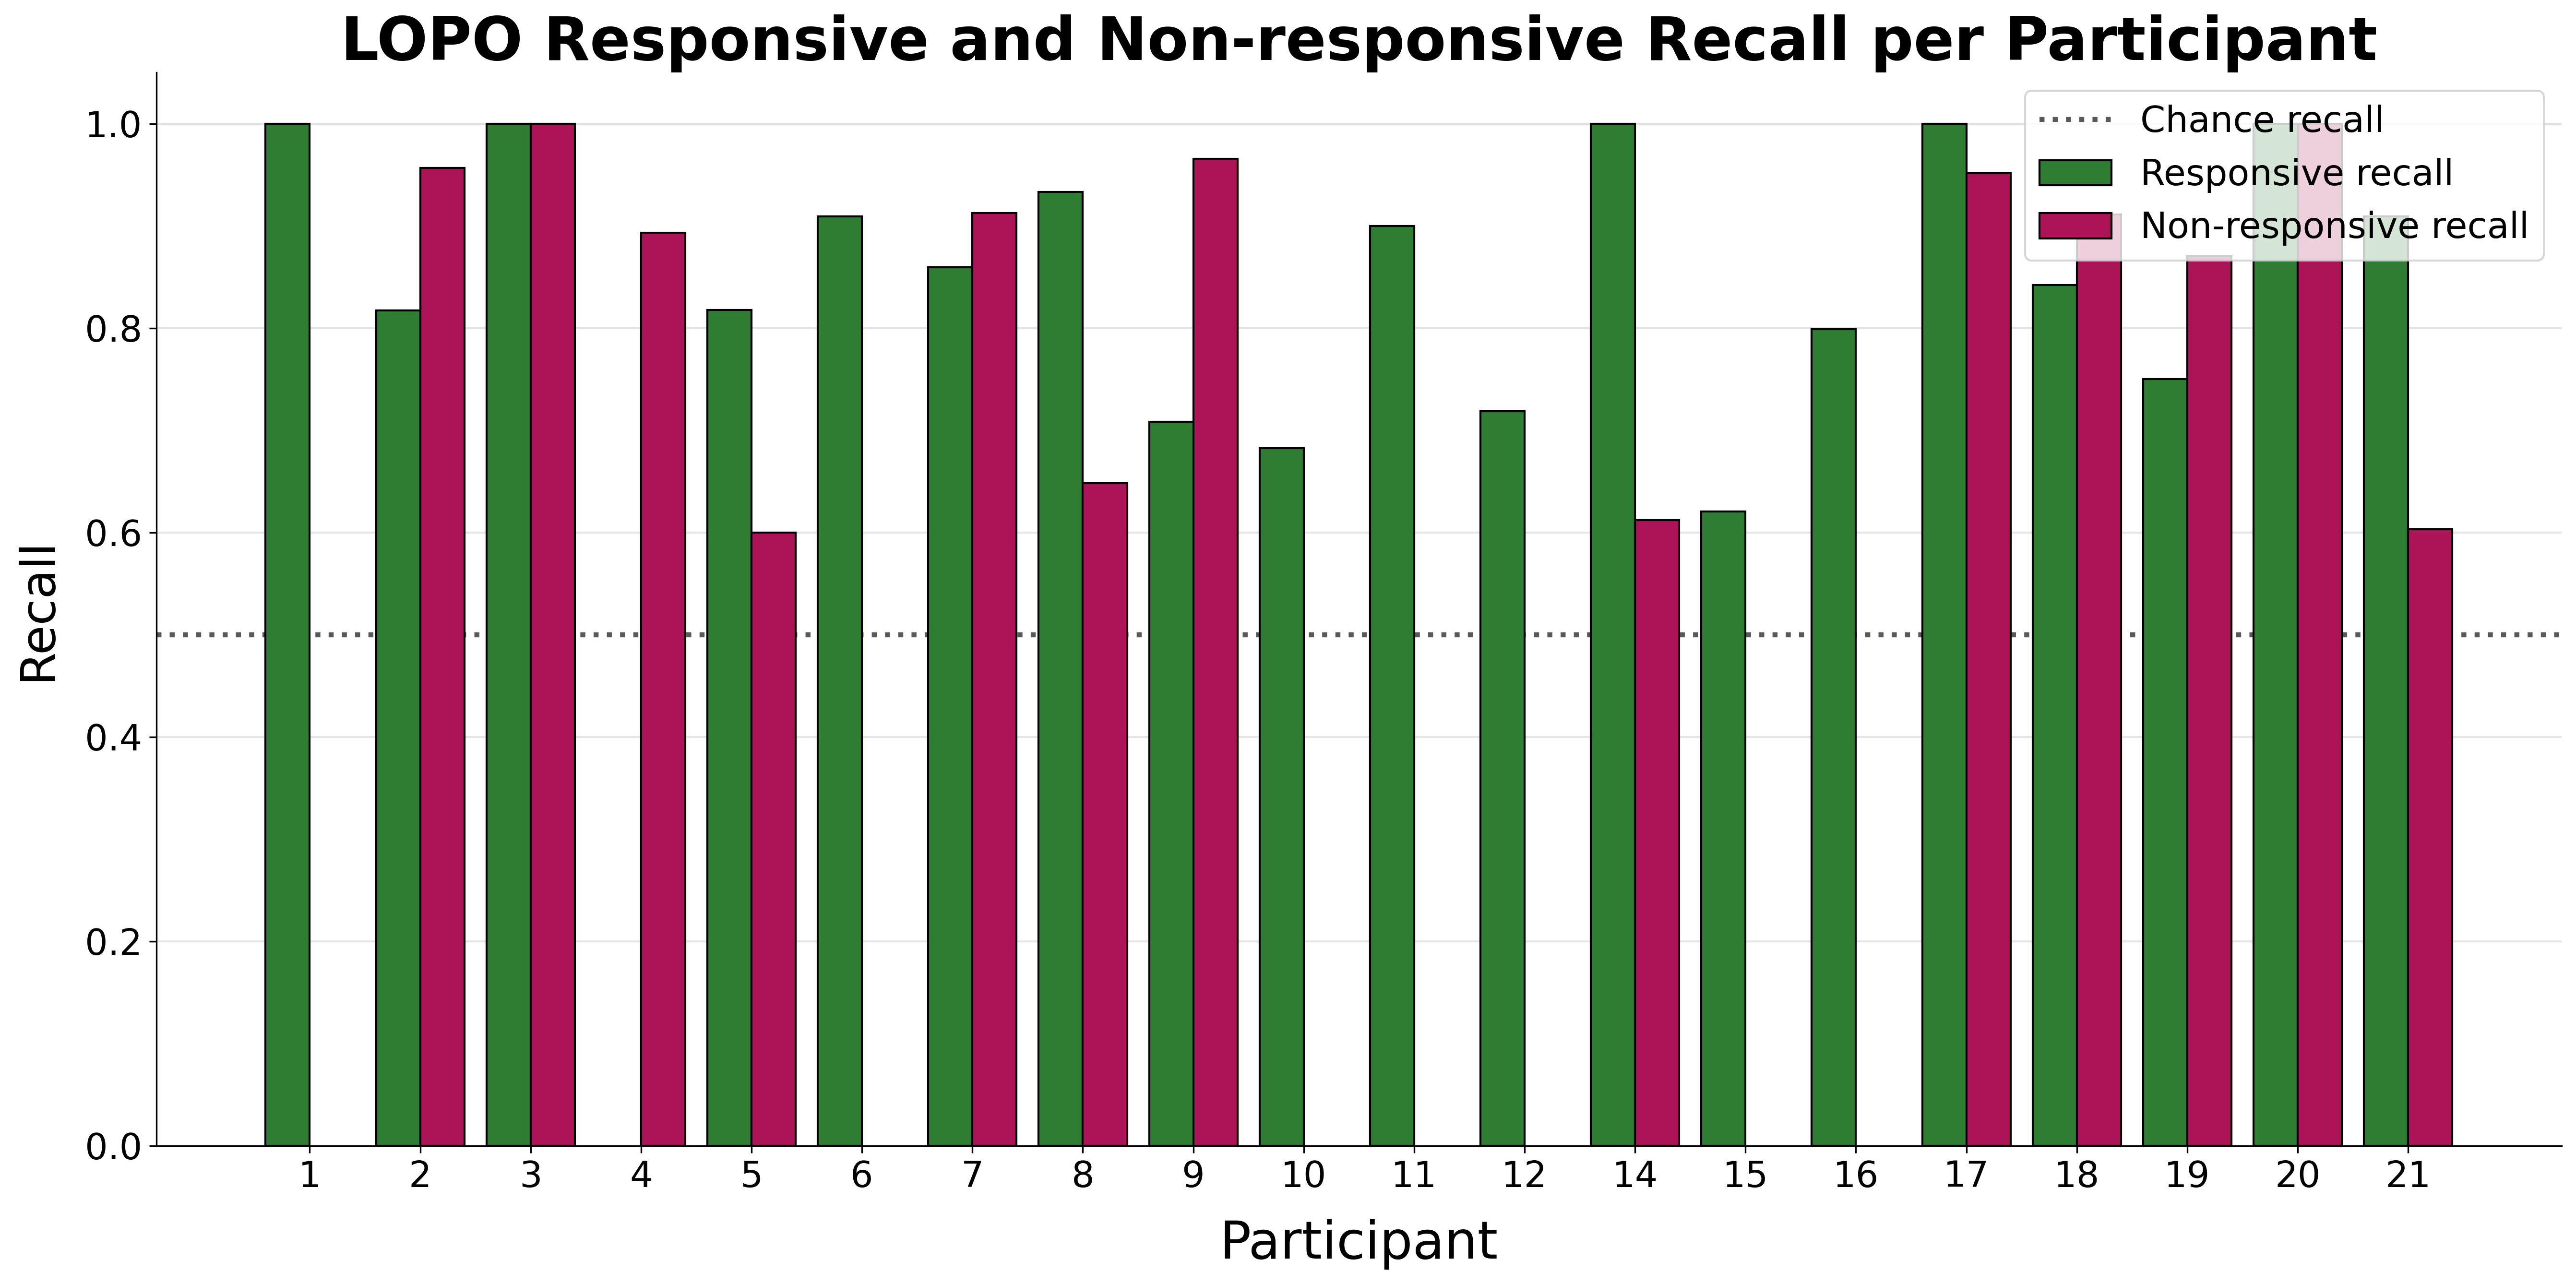 LOPO Responsive and Non-responsive Recall per Participant
Chance recall
Responsive recall
Non-responsive recall
1.0
0.8
0.6
0.4
0.2
0.0
Recall
1 2 3 4 5 6 7 8 9 10 11 12 14 15 16 17 18 19 20 21
Participant